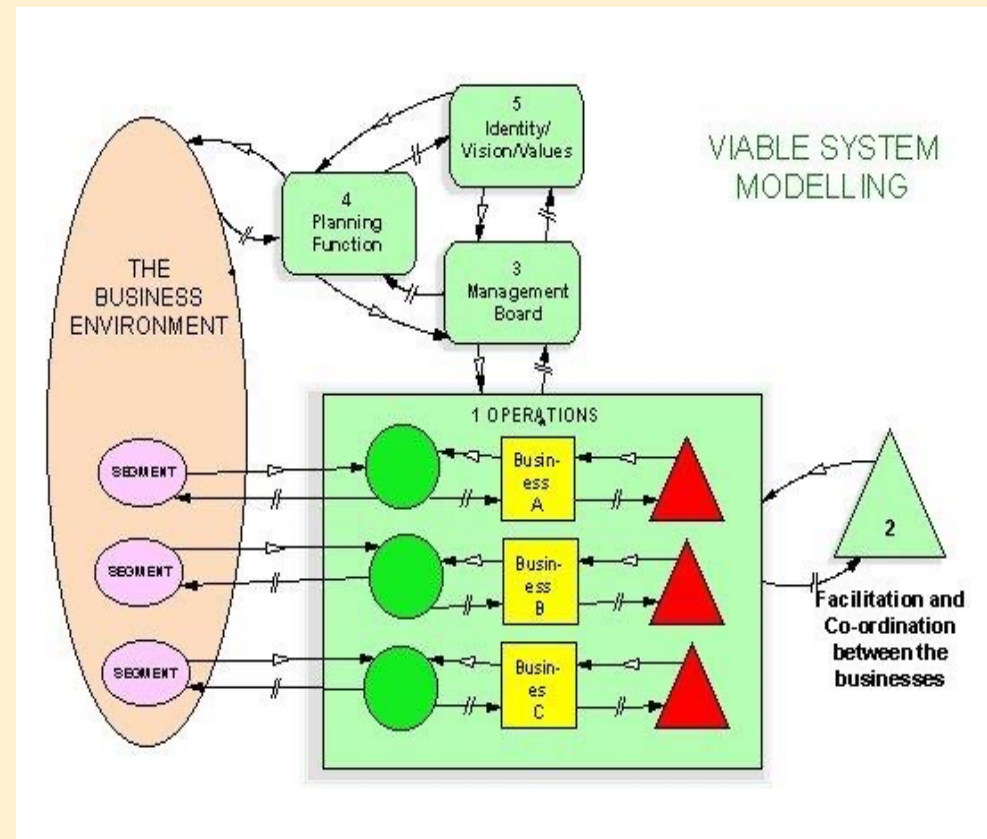 VIABLE SYSTEM
MODELLING
5
Identity/
Vision/Values
4
Planning
Function
3
Management
Board
THE
BUSINESS
ENVIRONMENT
1 OPERATIONS
SEGMENT
Busin-
ess
A
SEGMENT
Busin-
ess
B
SEGMENT
Busin-
es
C
2
Facilitation and
Co-ordination
between the
businesses